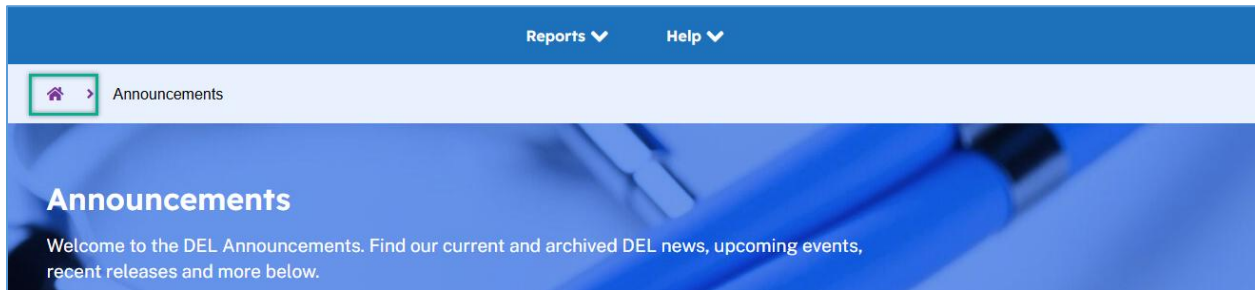 Reports Help
Announcements
Announcements
Welcome to the DEL Announcements. Find our current and archived DEL news, upcoming events,
recent releases and more below.